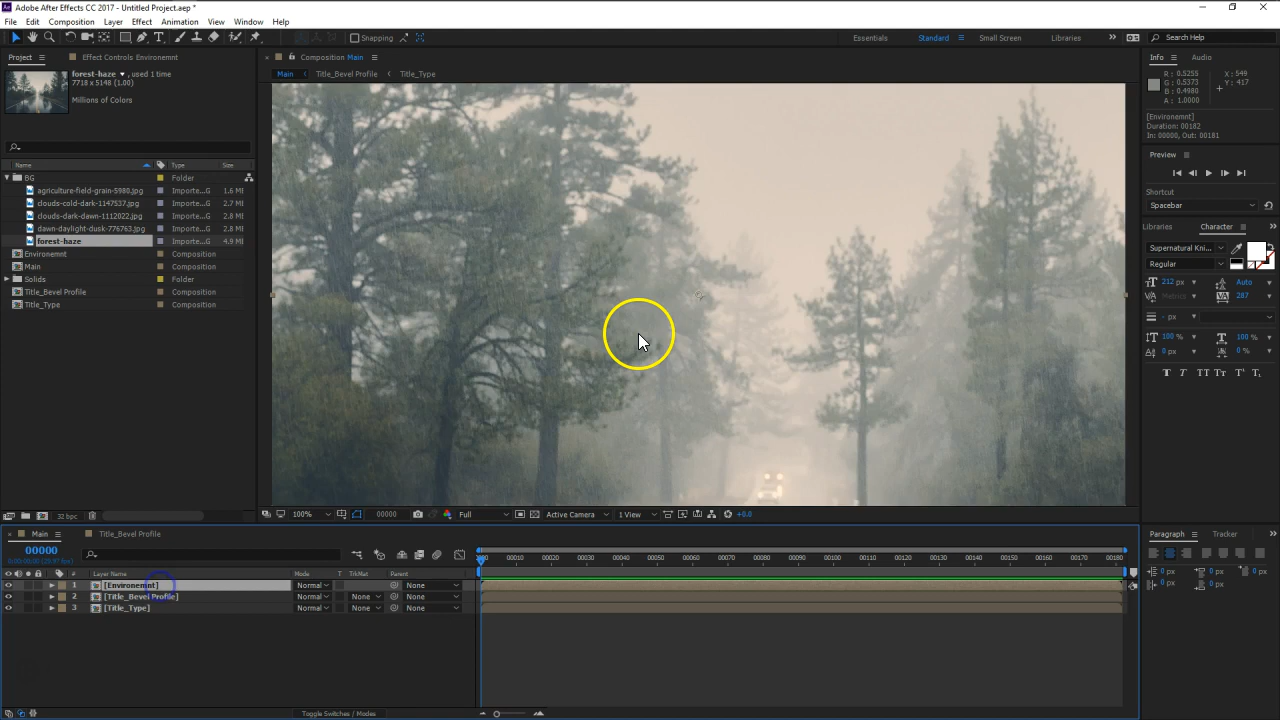 Adobe After Effects CC 2017 - Untitled Project.aep *
File Edit Composition Layer Effect Animation View Window Help
Snapping
Essentials Standard Small Screen Libraries Search Help
Project Effect Controls Environemnt
Composition Main
Info Audio
forest-haze , used 1 time
7718 x 5148 (1.00)
Millions of Colors
Main Title_Bevel Profile Title_Type
R : 0.5255
G : 0.5373
B : 0.4980
A : 1.0000
X : 549
Y : 417
[Environemnt]
Duration: 00182
In: 00000, Out: 00181
Name Type Size
BG Folder
agriculture-field-grain-5980.jpg Importe...G 1.6 MI
clouds-cold-dark-1147537.jpg Importe...G 2.7 MI
clouds-dark-dawn-1112022.jpg Importe...G 2.8 MI
dawn-daylight-dusk-776763.jpg Importe...G 2.8 MI
forest-haze Importe...G 4.9 MI
Environemnt Composition
Main Composition
Solids Folder
Title_Bevel Profile Composition
Title_Type Composition
Preview
Shortcut
Spacebar
Libraries Character
Supernatural Kni...
Regular
212 px Auto
Metrics 287
- px
100 % 100 %
0 px 0 %
32 bpc
100% 00000 Full Active Camera 1 View +0.0
Main Title_Bevel Profile
00000
# Layer Name Mode T TrkMat Parent
1 [Environemnt] Normal None
2 [Title_Bevel Profile] Normal None None
3 [Title_Type] Normal None None
00010 00020 00030 00040 00050 00060 00070 00080 00090 00100 00110 00120 00130 00140 00150 00160 00170 00180
Toggle Switches / Modes
Paragraph Tracker
0 px 0 px 0 px
0 px 0 px